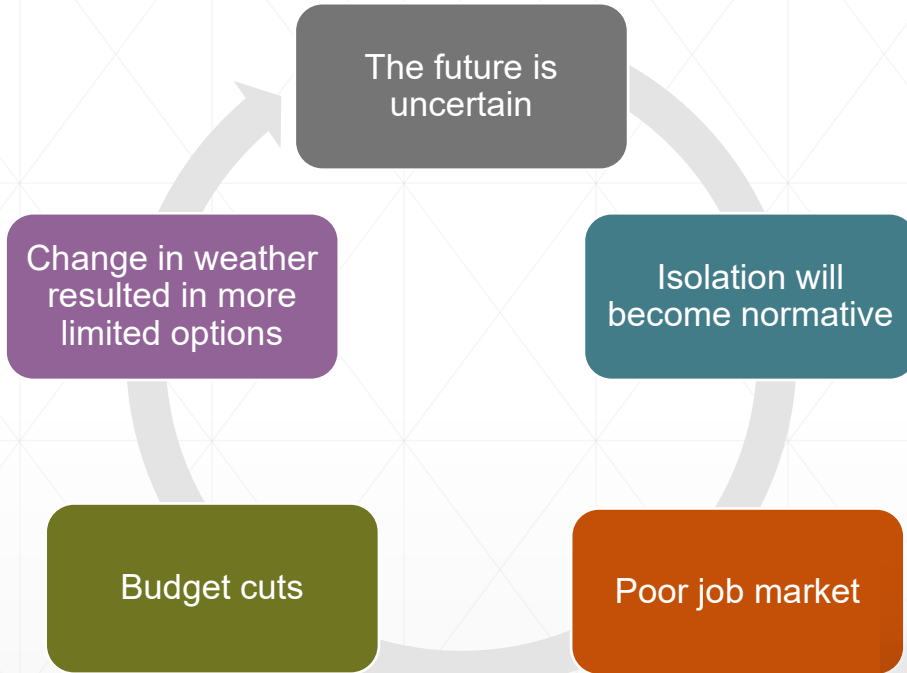 The future is
uncertain
Isolation will
become normative
Poor job market
Budget cuts
Change in weather
resulted in more
limited options